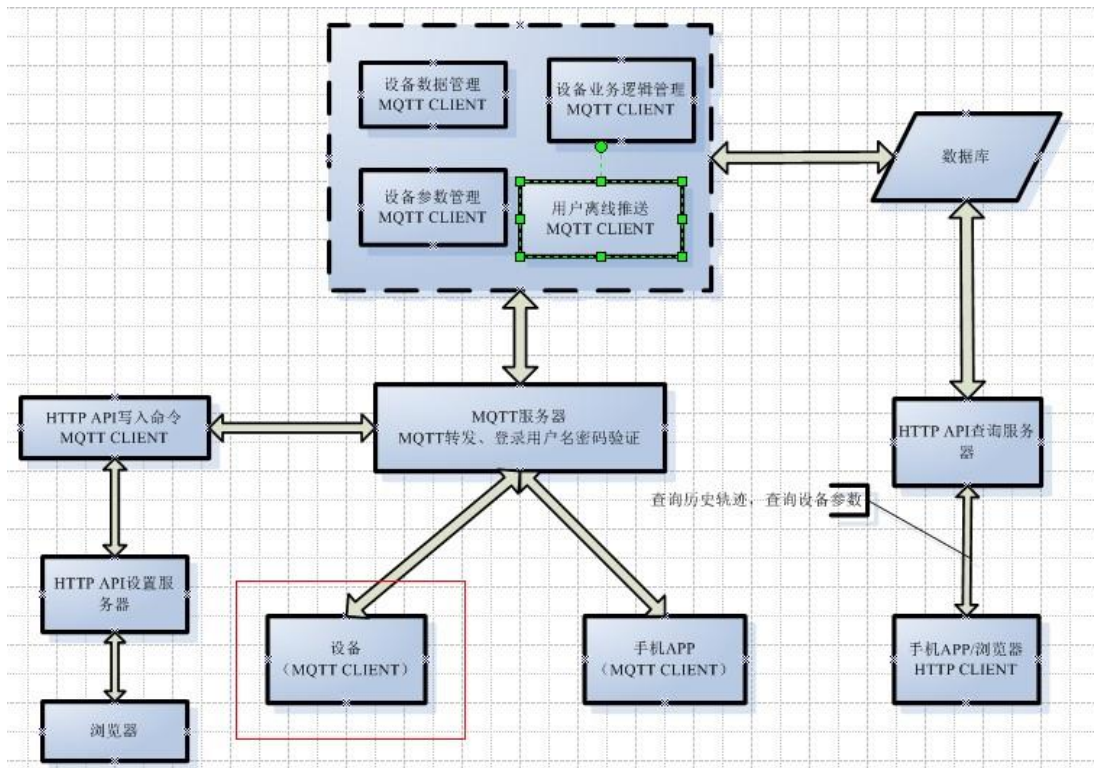 设备数据管理
MQTT CLIENT
设备业务逻辑管理
MQTT CLIENT
设备参数管理
MQTT CLIENT
用户离线推送
MQTT CLIENT
数据库
HTTP API写入命令
MQTT CLIENT
MQTT服务器
MQTT转发、登录用户名密码验证
HTTP API查询服务
器
查询历史轨迹，查询设备参数
HTTP API设置服
务器
设备
（MQTT CLIENT）
手机APP
（MQTT CLIENT）
手机APP/浏览器
HTTP CLIENT
浏览器